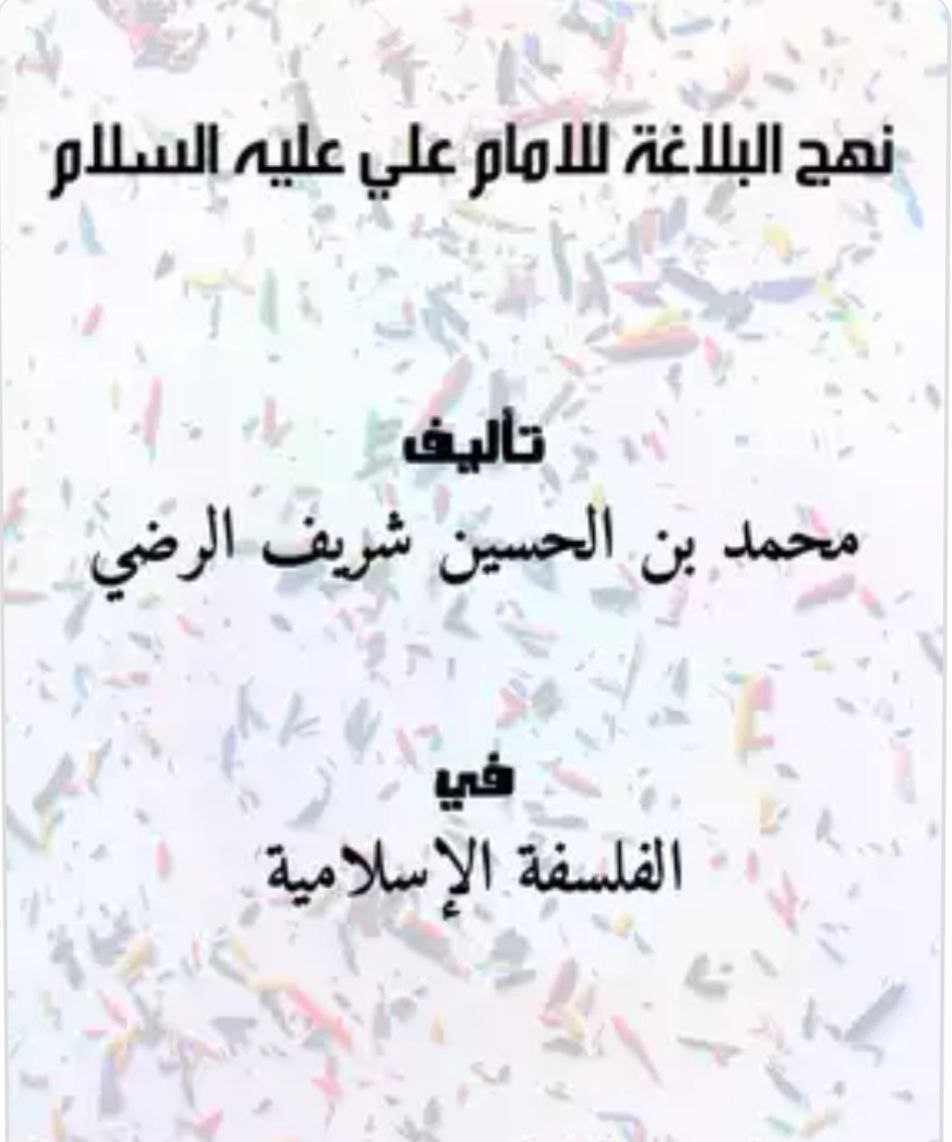 نهج البلاغة للامام علي عليه السلام
تأليف
محمد بن الحسين شريف الرضي
في
الفلسفة الإسلامية